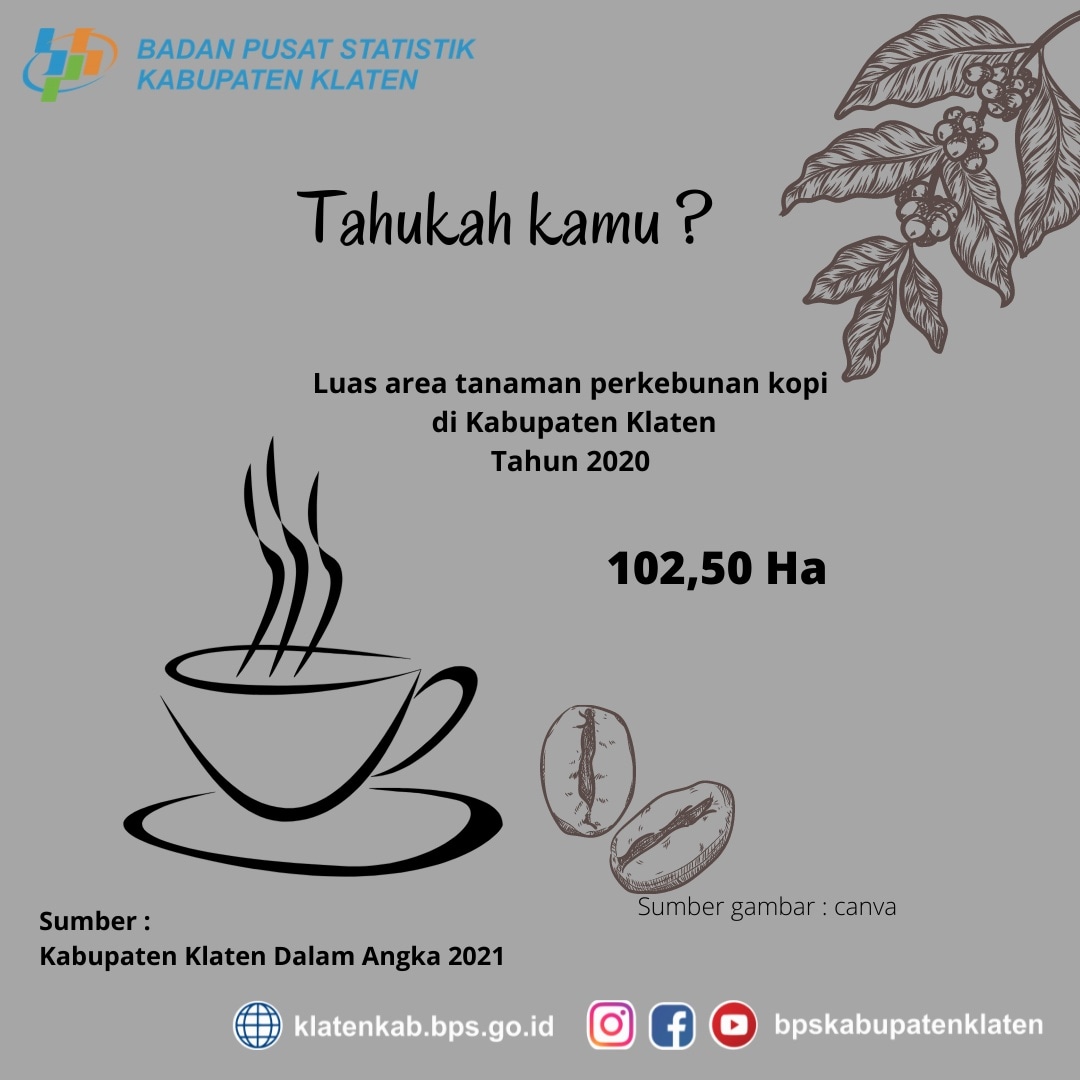 BADAN PUSAT STATISTIK
KABUPATEN KLATEN
Tahukah kamu ?
Luas area tanaman perkebunan kopi
di Kabupaten Klaten
Tahun 2020
102,50 Ha
Sumber gambar : canva
Sumber :
Kabupaten Klaten Dalam Angka 2021
klatenkab.bps.go.id
bpskabupatenklaten